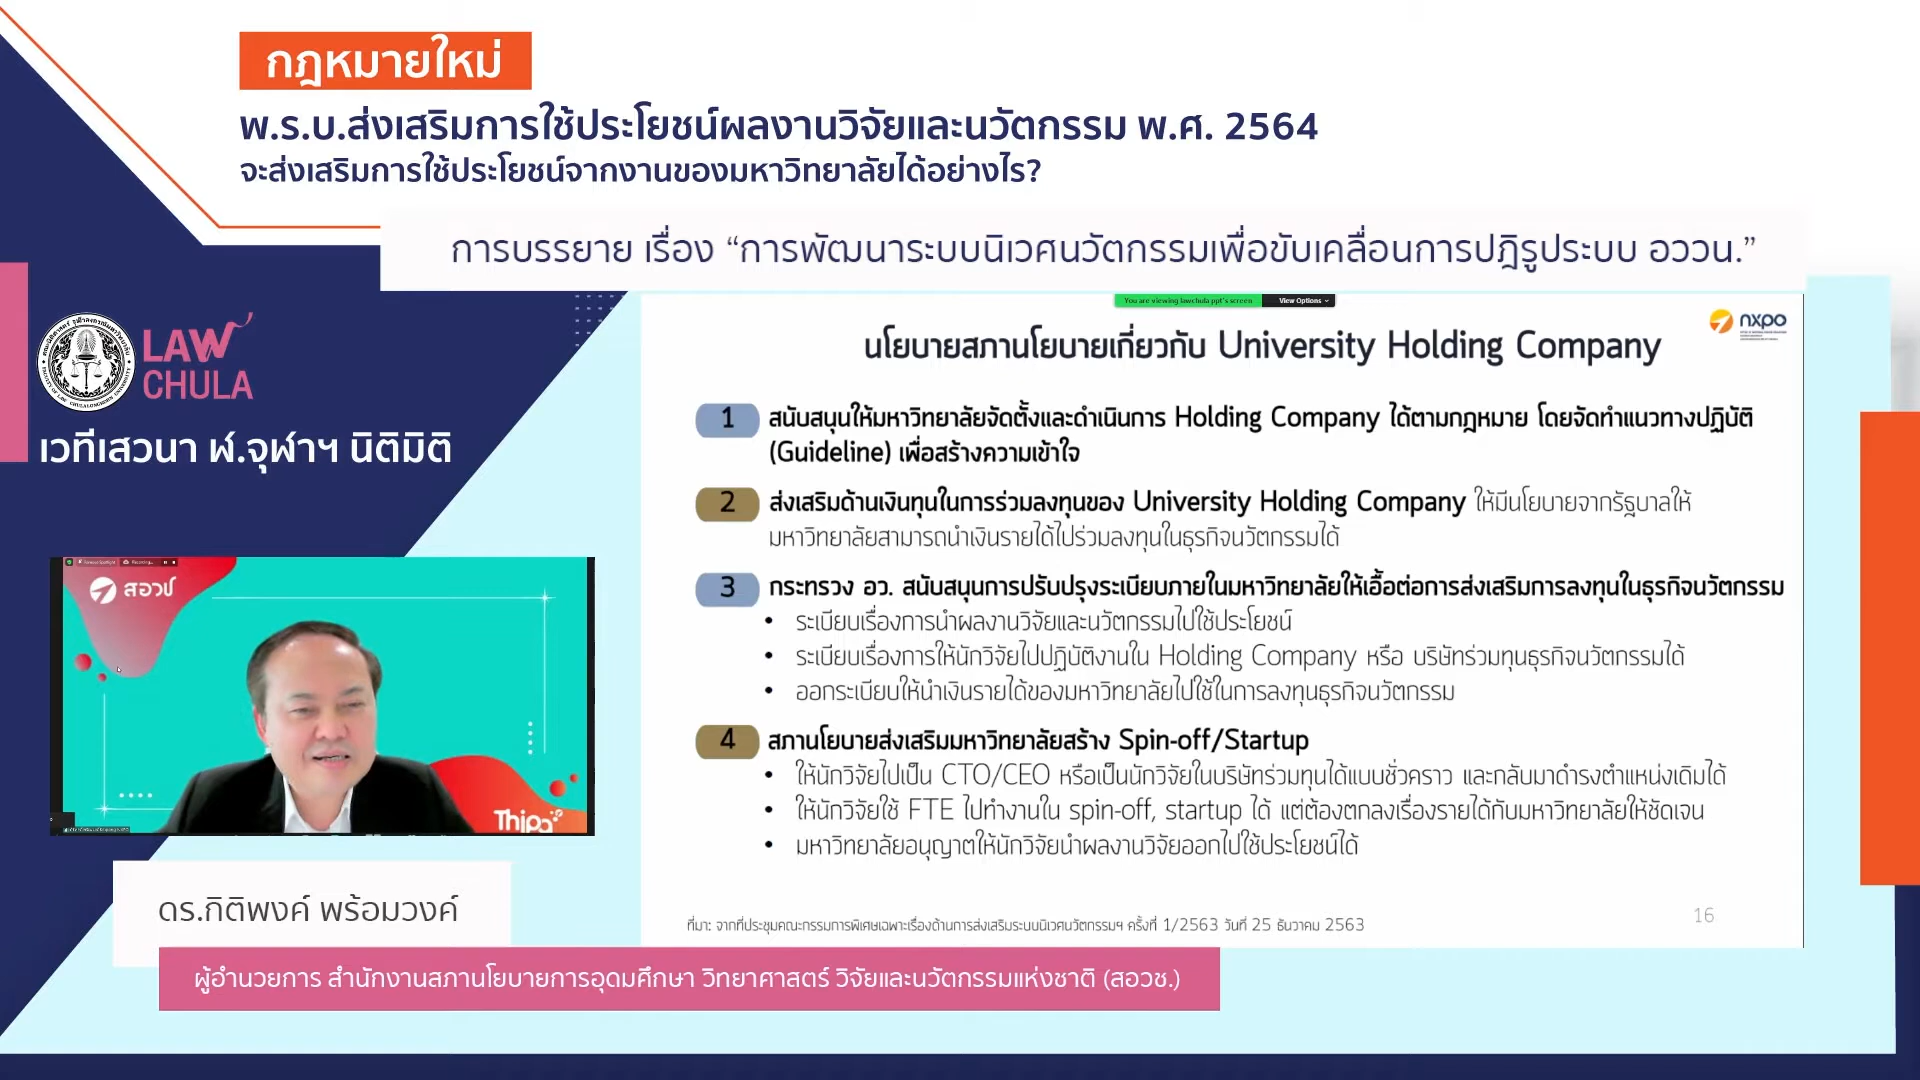 กฎหมายใหม่
พ.ร.บ.ส่งเสริมการใช้ประโยชน์ผลงานวิจัยและนวัตกรรม พ.ศ. 2564
จะส่งเสริมการใช้ประโยชน์จากงานของมหาวิทยาลัยได้อย่างไร?
การบรรยาย เรื่อง “การพัฒนาระบบนิเวศนวัตกรรมเพื่อขับเคลื่อนการปฎิรูประบบ อววน.”
LAW
CHULA
เวทีเสวนา ฬ.จุฬาฯ นิติมิติ
You are viewing lawchula ppt's screen
View Options
nxpo
นโยบายสภานโยบายเกี่ยวกับ University Holding Company
1 สนับสนุนให้มหาวิทยาลัยจัดตั้งและดำเนินการ Holding Company ได้ตามกฎหมาย โดยจัดทำแนวทางปฏิบัติ
(Guideline) เพื่อสร้างความเข้าใจ
2 ส่งเสริมด้านเงินทุนในการร่วมลงทุนของ University Holding Company ให้มีนโยบายจากรัฐบาลให้
มหาวิทยาลัยสามารถนำเงินรายได้ไปร่วมลงทุนในธุรกิจนวัตกรรมได้
3 กระทรวง อว. สนับสนุนการปรับปรุงระเบียบภายในมหาวิทยาลัยให้เอื้อต่อการส่งเสริมการลงทุนในธุรกิจนวัตกรรม
• ระเบียบเรื่องการนำผลงานวิจัยและนวัตกรรมไปใช้ประโยชน์
• ระเบียบเรื่องการให้นักวิจัยไปปฏิบัติงานใน Holding Company หรือ บริษัทร่วมทุนธุรกิจนวัตกรรมได้
• ออกระเบียบให้นำเงินรายได้ของมหาวิทยาลัยไปใช้ในการลงทุนธุรกิจนวัตกรรม
4 สภานโยบายส่งเสริมมหาวิทยาลัยสร้าง Spin-off/Startup
• ให้นักวิจัยไปเป็น CTO/CEO หรือเป็นนักวิจัยในบริษัทร่วมทุนได้แบบชั่วคราว และกลับมาดำรงตำแหน่งเดิมได้
• ให้นักวิจัยใช้ FTE ไปทำงานใน spin-off, startup ได้ แต่ต้องตกลงเรื่องรายได้กับมหาวิทยาลัยให้ชัดเจน
• มหาวิทยาลัยอนุญาตให้นักวิจัยนำผลงานวิจัยออกไปใช้ประโยชน์ได้
ที่มา: จากที่ประชุมคณะกรรมการพิเศษเฉพาะเรื่องด้านการส่งเสริมระบบนิเวศนวัตกรรมฯ ครั้งที่ 1/2563 วันที่ 25 ธันวาคม 2563
16
สอวช
ดร.กิติพงค์ พร้อมวงค์
ผู้อำนวยการ สำนักงานสภานโยบายการอุดมศึกษา วิทยาศาสตร์ วิจัยและนวัตกรรมแห่งชาติ (สอวช.)